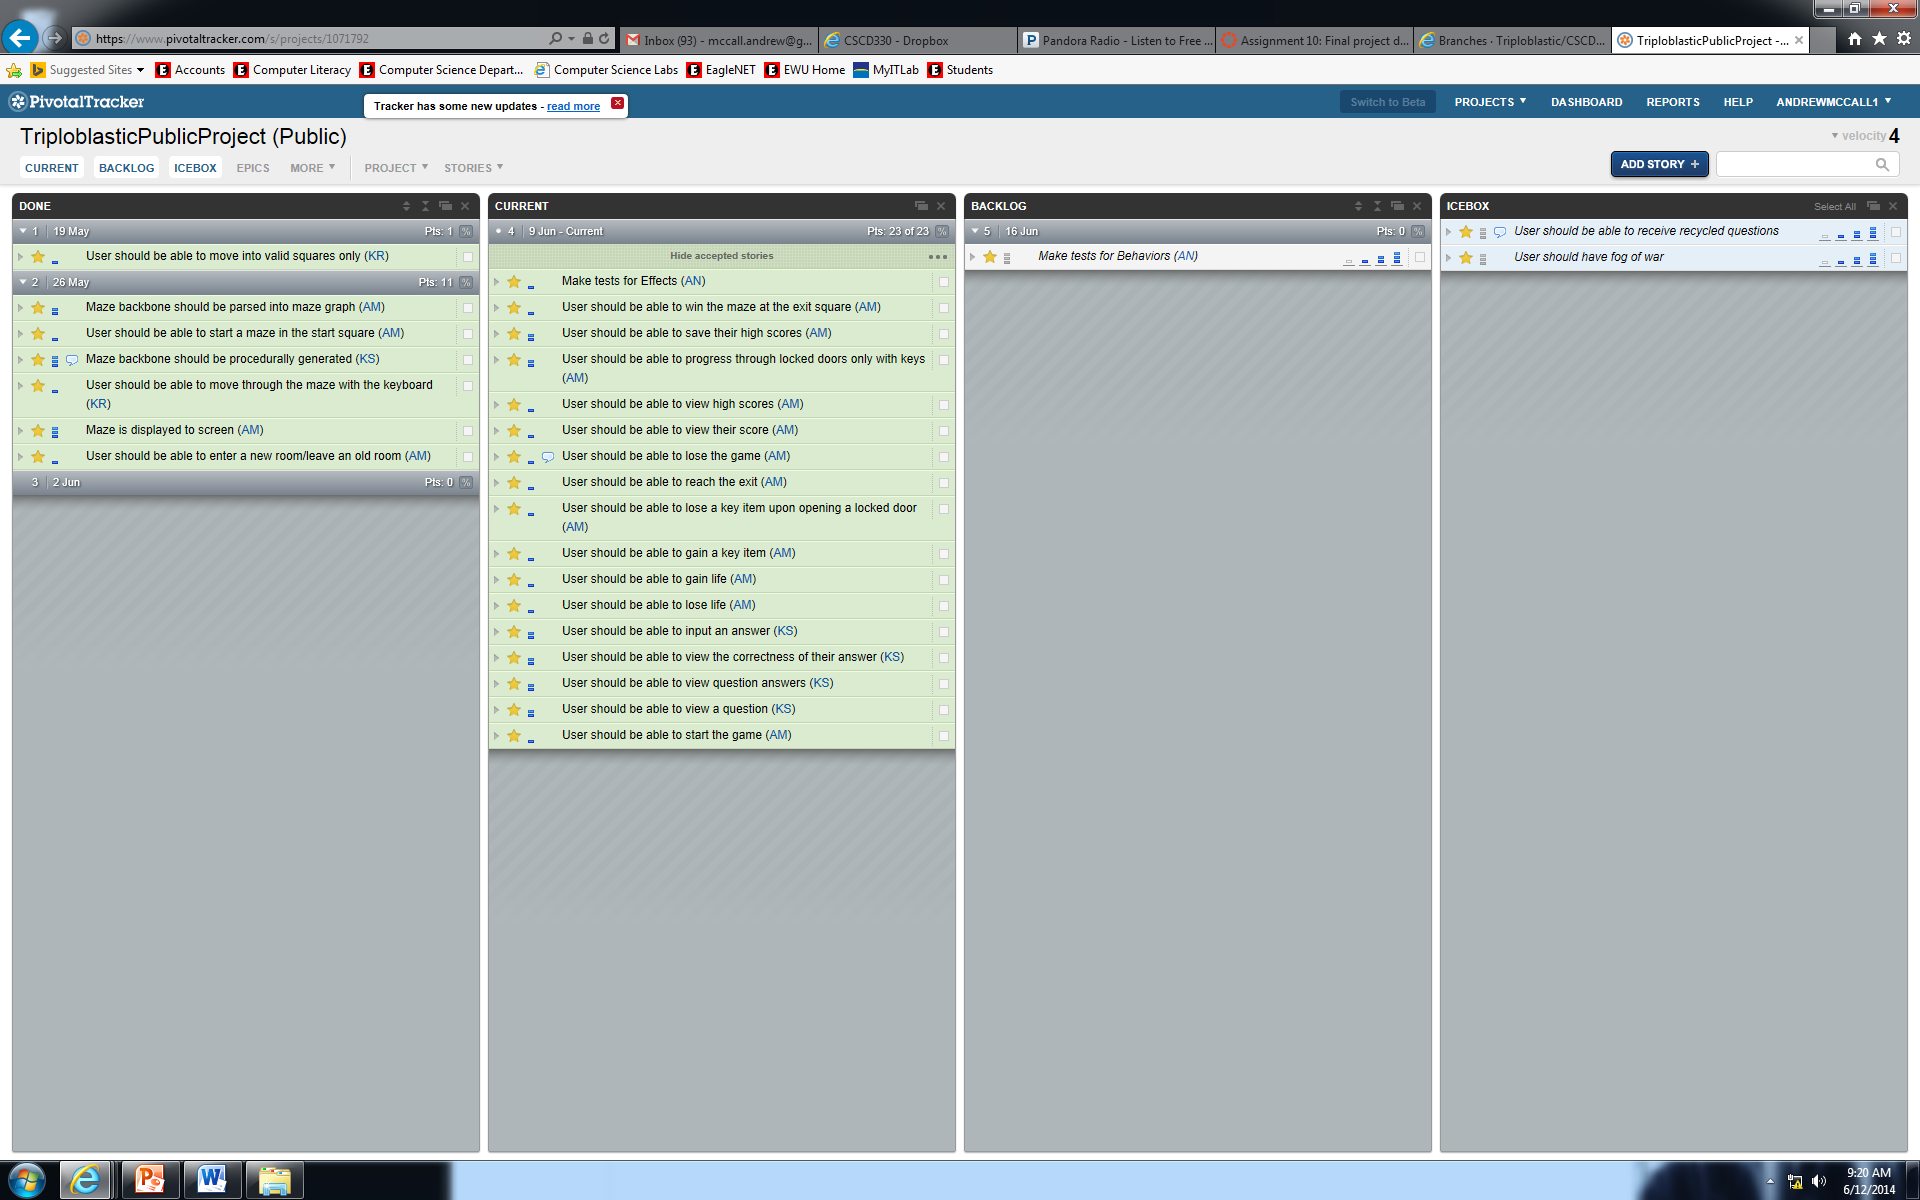 https://www.pivotaltracker.com/s/projects/1071792
Inbox (93) - mccall.andrew@g...
CSCD330 - Dropbox
Pandora Radio - Listen to Free ...
Assignment 10: Final project d...
Branches · Triploblastic/CSCD...
TriploblasticPublicProject -...
Suggested Sites
Accounts
Computer Literacy
Computer Science Depart...
Computer Science Labs
EagleNET
EWU Home
MyITLab
Students
PivotalTracker
Tracker has some new updates - read more
Switch to Beta
PROJECTS
DASHBOARD
REPORTS
HELP
ANDREWMCCALL1
TriploblasticPublicProject (Public)
velocity 4
CURRENT
BACKLOG
ICEBOX
EPICS
MORE
PROJECT
STORIES
ADD STORY +
DONE
1 19 May Pts: 1 %
User should be able to move into valid squares only (KR)
2 26 May Pts: 11 %
Maze backbone should be parsed into maze graph (AM)
User should be able to start a maze in the start square (AM)
Maze backbone should be procedurally generated (KS)
User should be able to move through the maze with the keyboard
(KR)
Maze is displayed to screen (AM)
User should be able to enter a new room/leave an old room (AM)
3 2 Jun Pts: 0 %
CURRENT
4 9 Jun - Current Pts: 23 of 23 %
Hide accepted stories
Make tests for Effects (AN)
User should be able to win the maze at the exit square (AM)
User should be able to save their high scores (AM)
User should be able to progress through locked doors only with keys
(AM)
User should be able to view high scores (AM)
User should be able to view their score (AM)
User should be able to lose the game (AM)
User should be able to reach the exit (AM)
User should be able to lose a key item upon opening a locked door
(AM)
User should be able to gain a key item (AM)
User should be able to gain life (AM)
User should be able to lose life (AM)
User should be able to input an answer (KS)
User should be able to view the correctness of their answer (KS)
User should be able to view question answers (KS)
User should be able to view a question (KS)
User should be able to start the game (AM)
BACKLOG
5 16 Jun Pts: 0 %
Make tests for Behaviors (AN)
ICEBOX Select All
User should be able to receive recycled questions
User should have fog of war
9:20 AM
6/12/2014